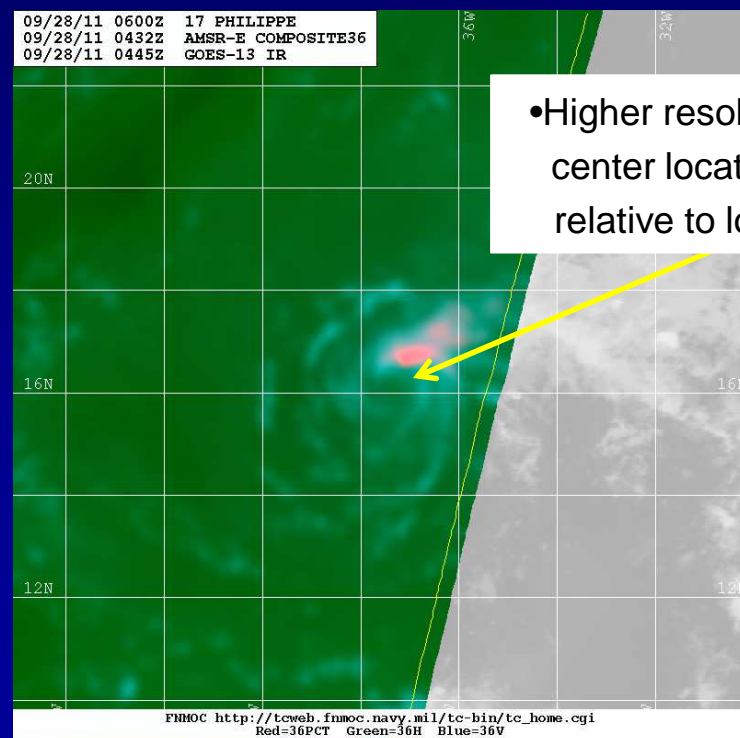 09/28/11 0600Z 17 PHILIPPE
09/28/11 0432Z AMSR-E COMPOSITE36
09/28/11 0445Z GOES-13 IR
36W
32W
•Higher resol
center locat
relative to lo
20N
16N
16N
12N
12N
FNMOC http://tcweb.fnmoc.navy.mil/tc-bin/tc_home.cgi
Red=36PCT Green=36H Blue=36V